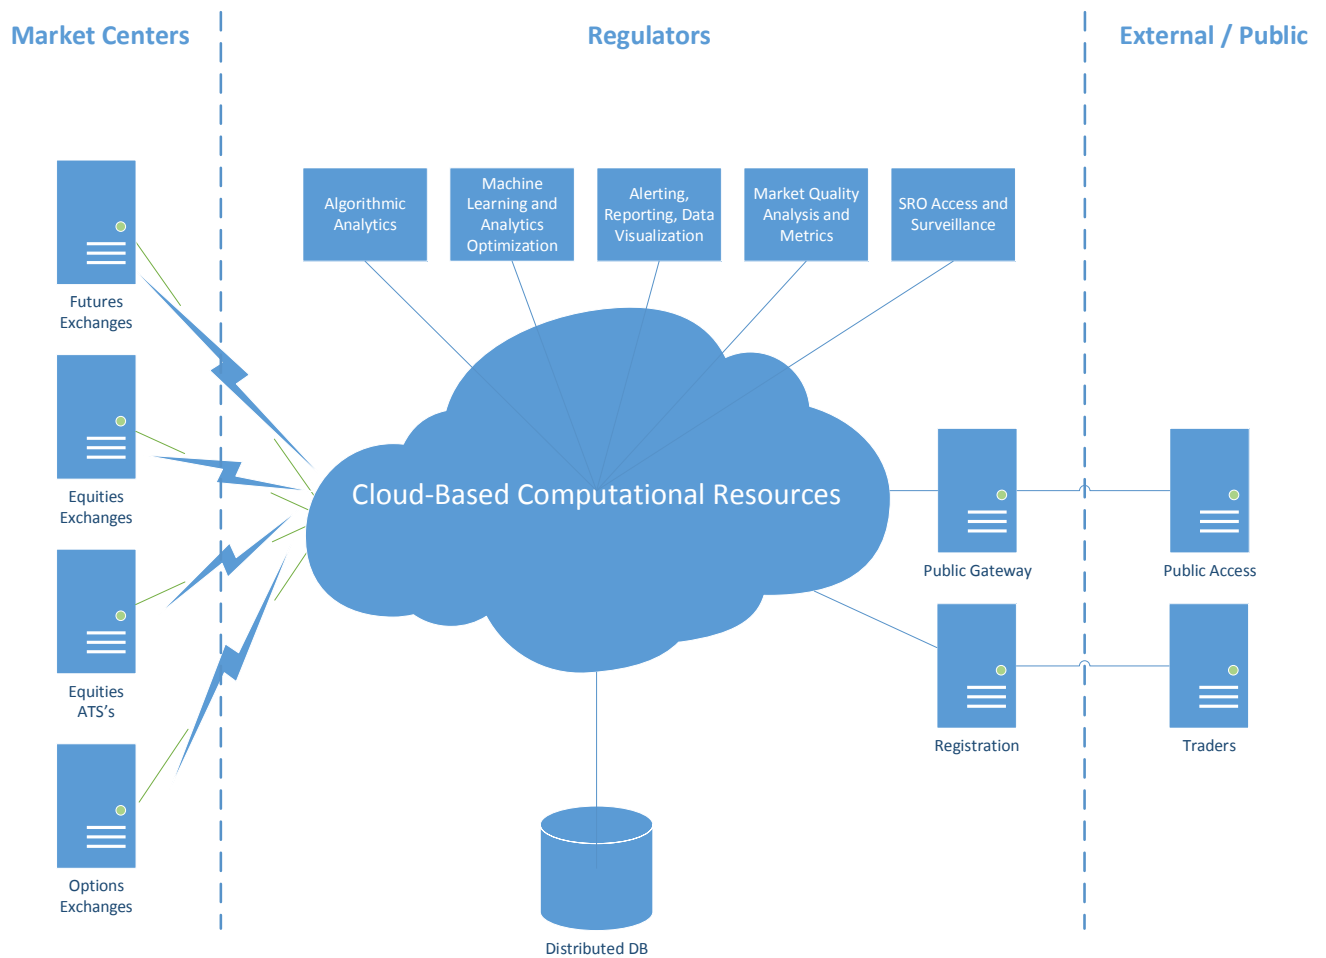 Market Centers
Regulators
External / Public
Algorithmic
Analytics
Machine
Learning and
Analytics
Optimization
Alerting,
Reporting, Data
Visualization
Market Quality
Analysis and
Metrics
SRO Access and
Surveillance
Futures
Exchanges
Equities
Exchanges
Equities
ATS’s
Options
Exchanges
Cloud-Based Computational Resources
Public Gateway
Public Access
Registration
Traders
Distributed DB